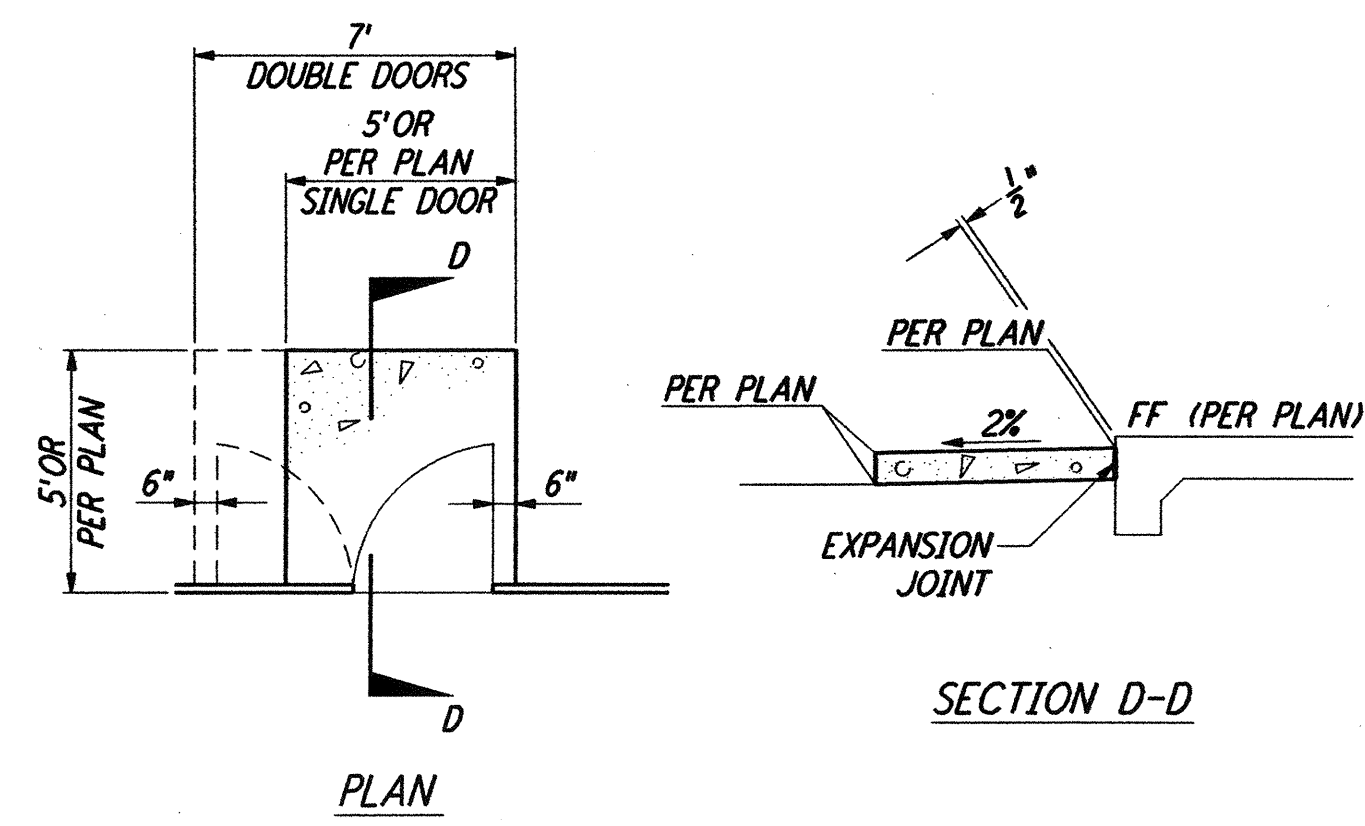 7'
DOUBLE DOORS
5' OR
PER PLAN
SINGLE DOOR
D
5' OR
PER PLAN
6"
6"
D
PLAN
1/2"
PER PLAN
PER PLAN
2%
FF (PER PLAN)
EXPANSION
JOINT
SECTION D-D